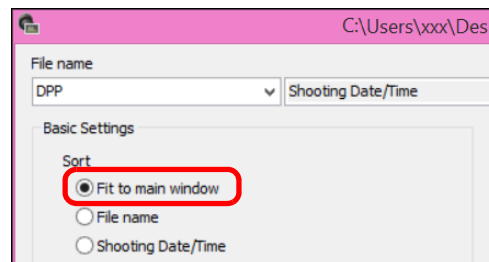 C:\Users\xxx\Des
File name
DPP Shooting Date/Time
Basic Settings
Sort
Fit to main window
File name
Shooting Date/Time